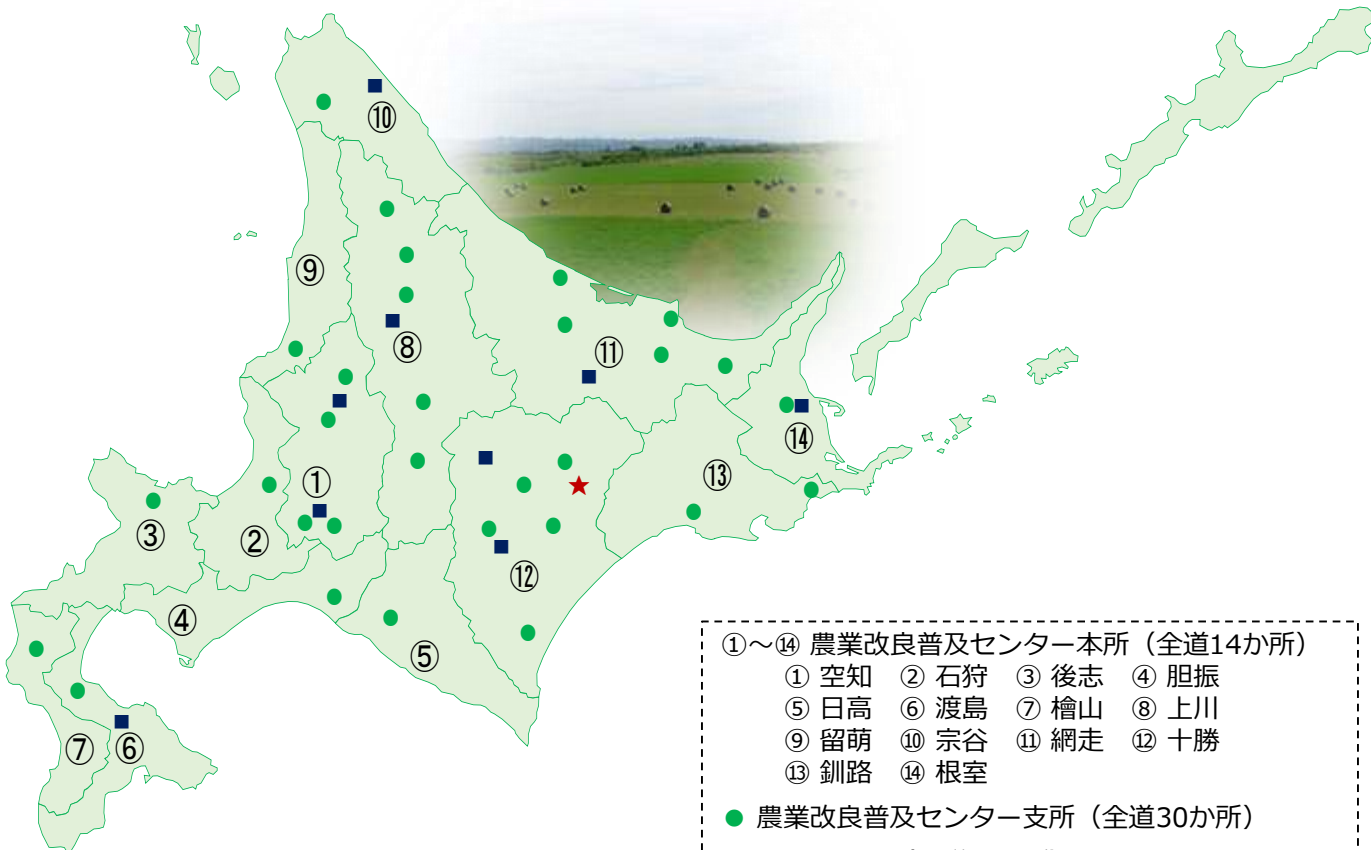 ⑩
⑨
⑧
⑪
⑭
①
⑬
③
②
⑫
④
⑤
⑦
⑥
①～⑭ 農業改良普及センター本所（全道14か所）
① 空知 ② 石狩 ③ 後志 ④ 胆振
⑤ 日高 ⑥ 渡島 ⑦ 檜山 ⑧ 上川
⑨ 留萌 ⑩ 宗谷 ⑪ 網走 ⑫ 十勝
⑬ 釧路 ⑭ 根室
● 農業改良普及センター支所（全道30か所）